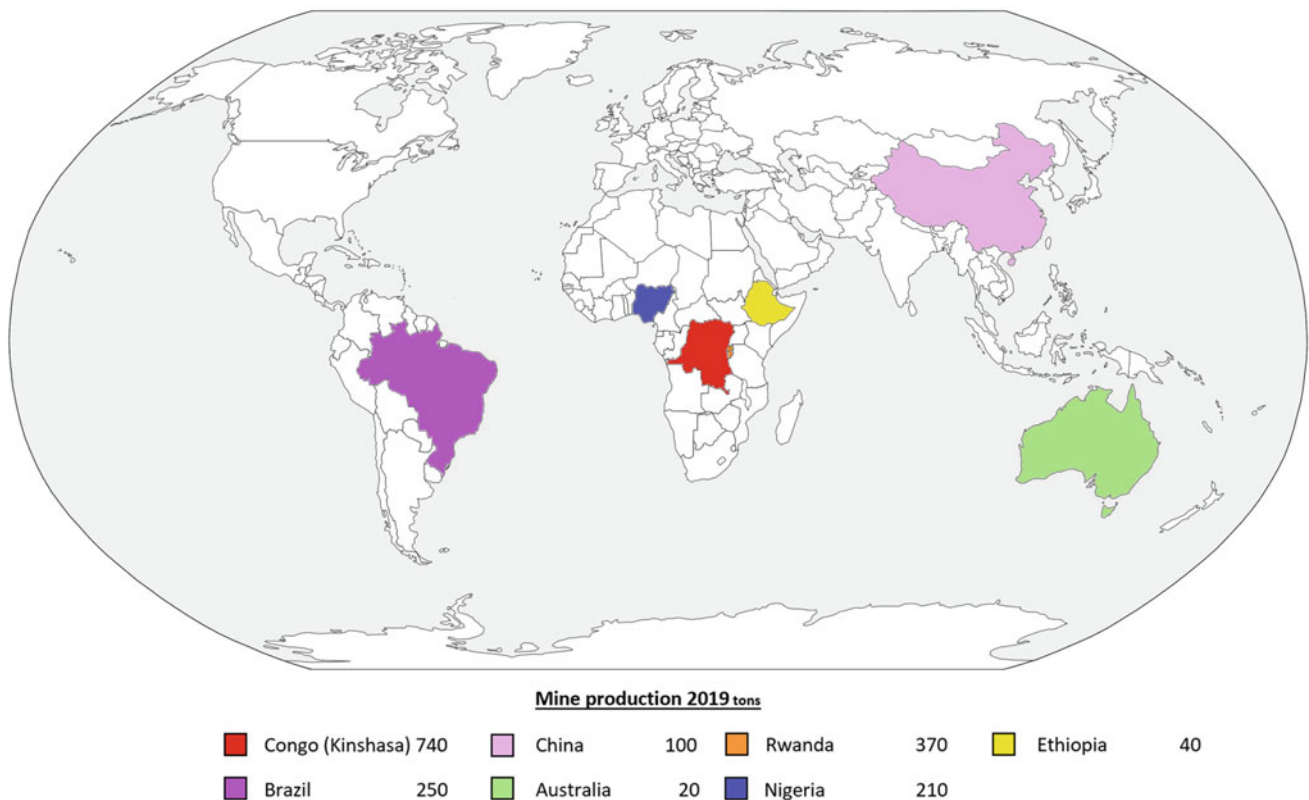 Mine production 2019 tons
Congo (Kinshasa) 740 China 100 Rwanda 370 Ethiopia 40
Brazil 250 Australia 20 Nigeria 210